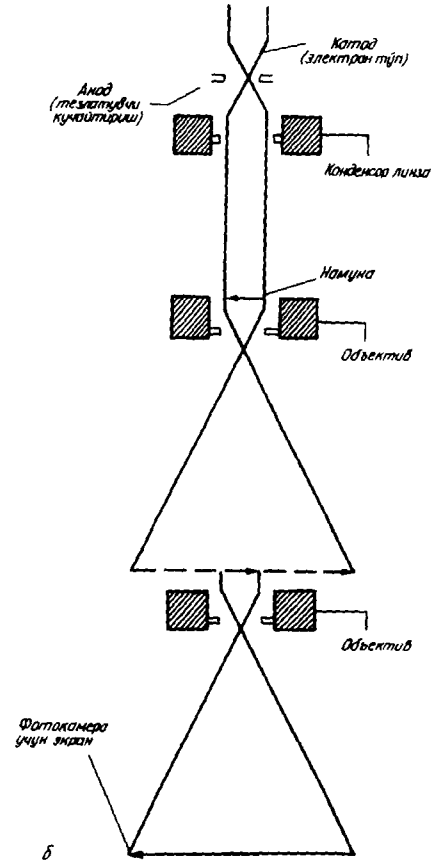 Катод
(электрон тўп)
Анод
(тезлатувчи
кучайтириш)
Конденсор линза
Намуна
Объектив
Объектив
Фотокамера
учун экран
б